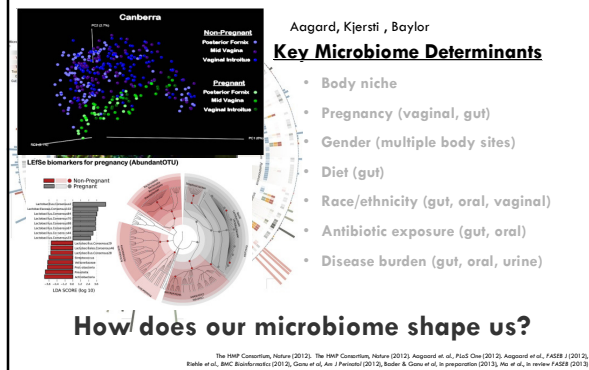 Canberra
Non-Pregnant
Posterior Fornix
Mid Vagina
Vaginal Introitus
Pregnant
Posterior Fornix
Mid Vagina
Vaginal Introitus
Aagard, Kjersti , Baylor
Key Microbiome Determinants
• Body niche
• Pregnancy (vaginal, gut)
• Gender (multiple body sites)
• Diet (gut)
• Race/ethnicity (gut, oral, vaginal)
• Antibiotic exposure (gut, oral)
• Disease burden (gut, oral, urine)
LEfSe biomarkers for pregnancy (AbundantOTU)
Non-Pregnant
Pregnant
LDA SCORE (log 10)
How does our microbiome shape us?
The HMP Consortium, Nature (2012). The HMP Consortium, Nature (2012). Aagaard et al., PLoS One (2012). Aagaard et al., FASEB J (2012),
Riehle et al., BMC Bioinformatics (2012), Ganu et al, Am J Perinatol (2012), Bader & Ganu et al, in preparation (2013), Ma et al., in review FASEB (2013)